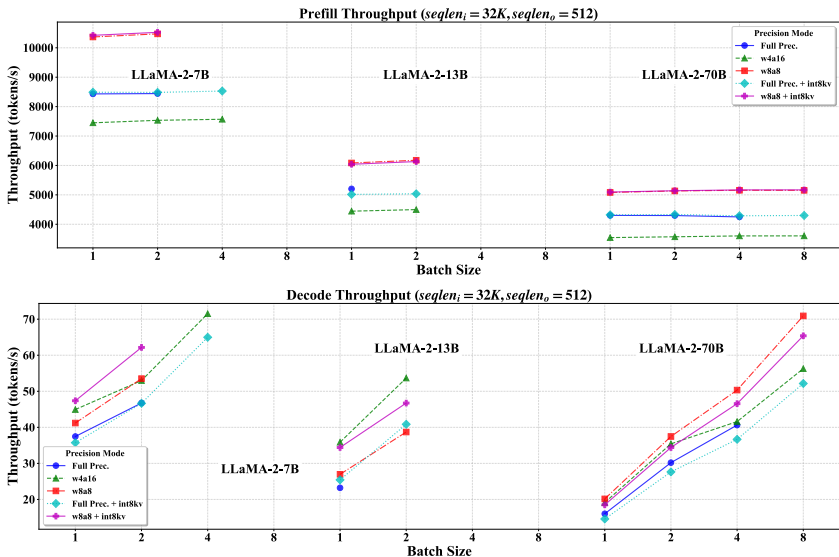 Prefill Throughput (seqlen_i = 32K, seqlen_o = 512)
Throughput (tokens/s)
10000
9000
8000
7000
6000
5000
4000
LLaMA-2-7B
LLaMA-2-13B
LLaMA-2-70B
Precision Mode
Full Prec.
w4a16
w8a8
Full Prec. + int8kv
w8a8 + int8kv
1 2 4 8 1 2 4 8 1 2 4 8
Batch Size
Decode Throughput (seqlen_i = 32K, seqlen_o = 512)
Throughput (tokens/s)
70
60
50
40
30
20
LLaMA-2-13B
LLaMA-2-70B
LLaMA-2-7B
Precision Mode
Full Prec.
w4a16
w8a8
Full Prec. + int8kv
w8a8 + int8kv
1 2 4 8 1 2 4 8 1 2 4 8
Batch Size